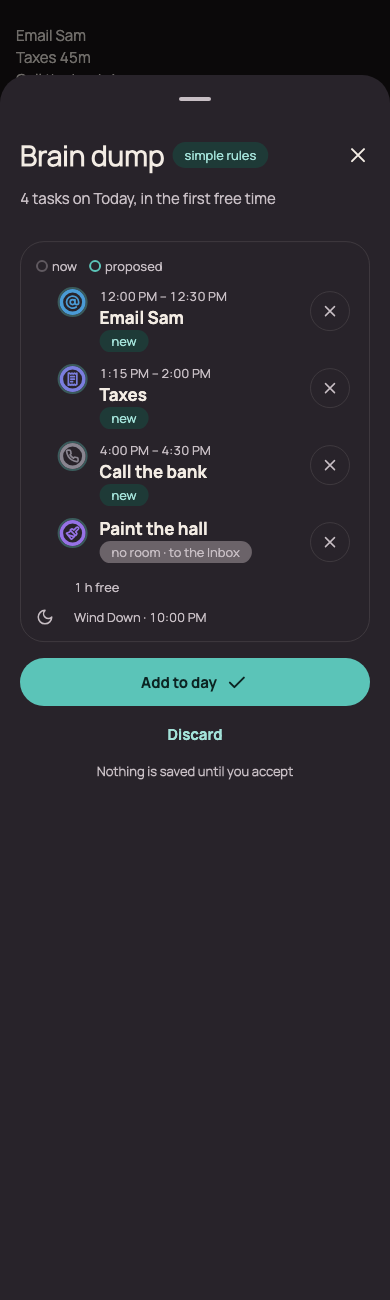 Email Sam
Taxes 45m
Brain dump
simple rules
4 tasks on Today, in the first free time
now
proposed
12:00 PM – 12:30 PM
Email Sam
new
1:15 PM – 2:00 PM
Taxes
new
4:00 PM – 4:30 PM
Call the bank
new
Paint the hall
no room · to the Inbox
1 h free
Wind Down · 10:00 PM
Add to day
Discard
Nothing is saved until you accept